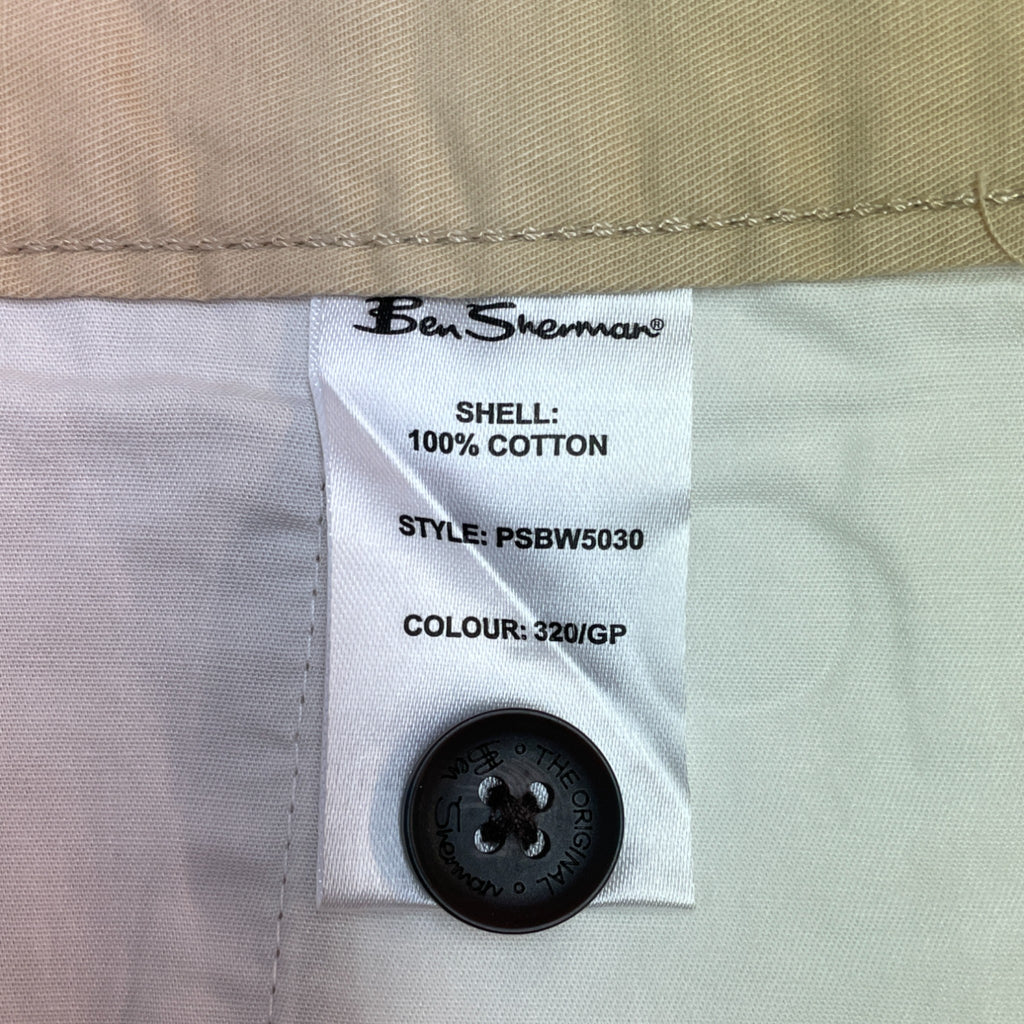 Ben Sherman®
SHELL:
100% COTTON
STYLE: PSBW5030
COLOUR: 320/GP
Ben Sherman
THE ORIGINAL